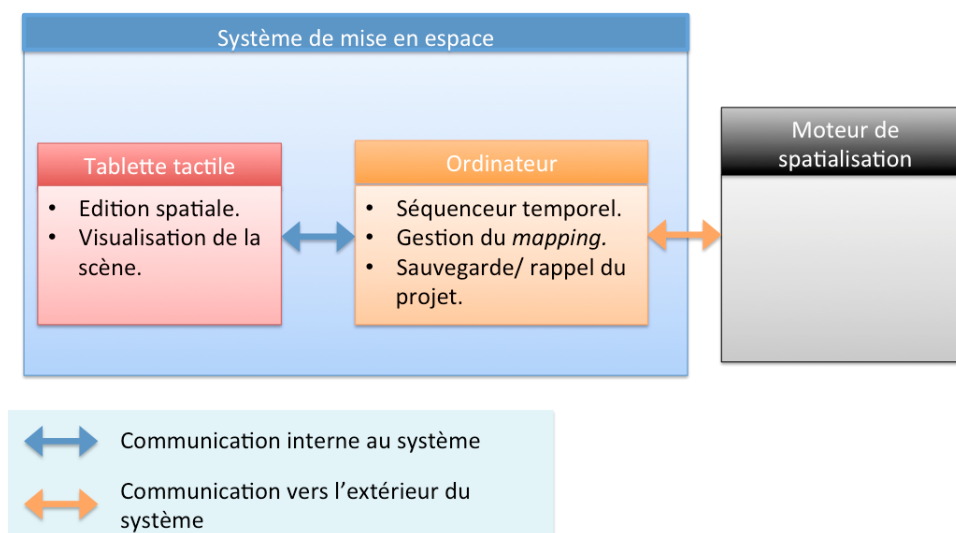 Système de mise en espace
Moteur de
spatialisation
Tablette tactile
• Edition spatiale.
• Visualisation de la
scène.
Ordinateur
• Séquenceur temporel.
• Gestion du mapping.
• Sauvegarde/ rappel du
projet.
Communication interne au système
Communication vers l'extérieur du
système